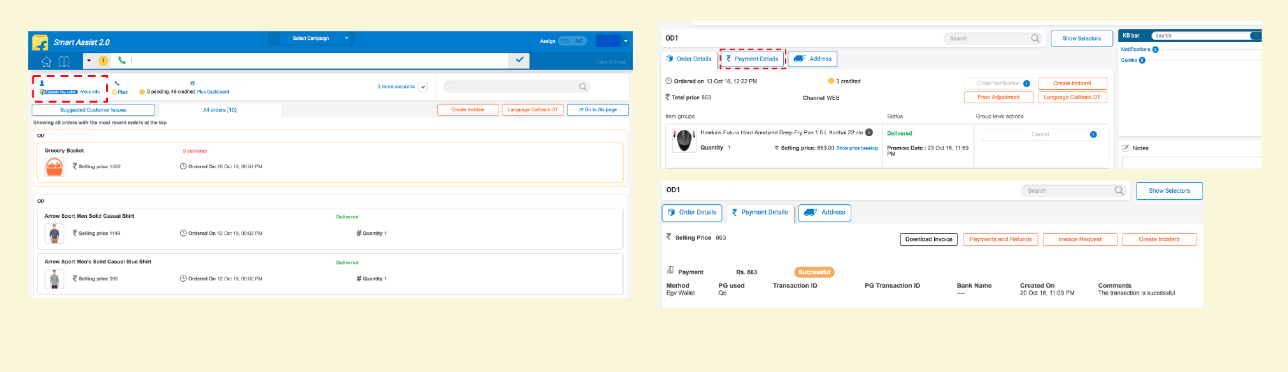 Smart Assist 2.0
Select Campaign
Assign YES NO
More Info
Plus
0 pending, 48 credited Plus Dashboard
2 more accounts
Suggested Customer Issues
All orders (10)
Create Incident
Language Callback DT
Go to Biz page
Showing all orders with the most recent orders at the top
OD
Grocery Basket
9 delivered
₹ Selling price 1592
Ordered On 28 Oct 18, 06:54 PM
OD
Arrow Sport Men Solid Casual Shirt
Delivered
₹ Selling price 1149
Ordered On 12 Oct 18, 08:02 PM
# Quantity 1
Arrow Sport Men's Solid Casual Blue Shirt
Delivered
₹ Selling price 999
Ordered On 12 Oct 18, 08:02 PM
# Quantity 1
OD1
Search
Show Selectors
Order Details
₹ Payment Details
Address
Ordered on 13 Oct 18, 12:22 PM
3 credited
Order Verification
Create Incident
₹ Total price 863
Channel WEB
Price Adjustment
Language Callback DT
Item groups
Status
Group level actions
Hawkins Futura Hard Anodized Deep-Fry Pan 1.5 L Kadhai 22 cm
Delivered
Cancel
Quantity 1
₹ Selling price: 863.00 Show price breakup
Promise Date : 23 Oct 18, 11:59 PM
KB bar
Search
Notifications
Guides
Notes
OD1
Search
Show Selectors
Order Details
₹ Payment Details
Address
₹ Selling Price 863
Download Invoice
Payments and Refunds
Invoice Request
Create Incident
Payment
Rs. 863
Successful
Method
PG used
Transaction ID
PG Transaction ID
Bank Name
Created On
Comments
Egv Wallet
Qc
----
20 Oct 18, 11:09 PM
The transaction is successful